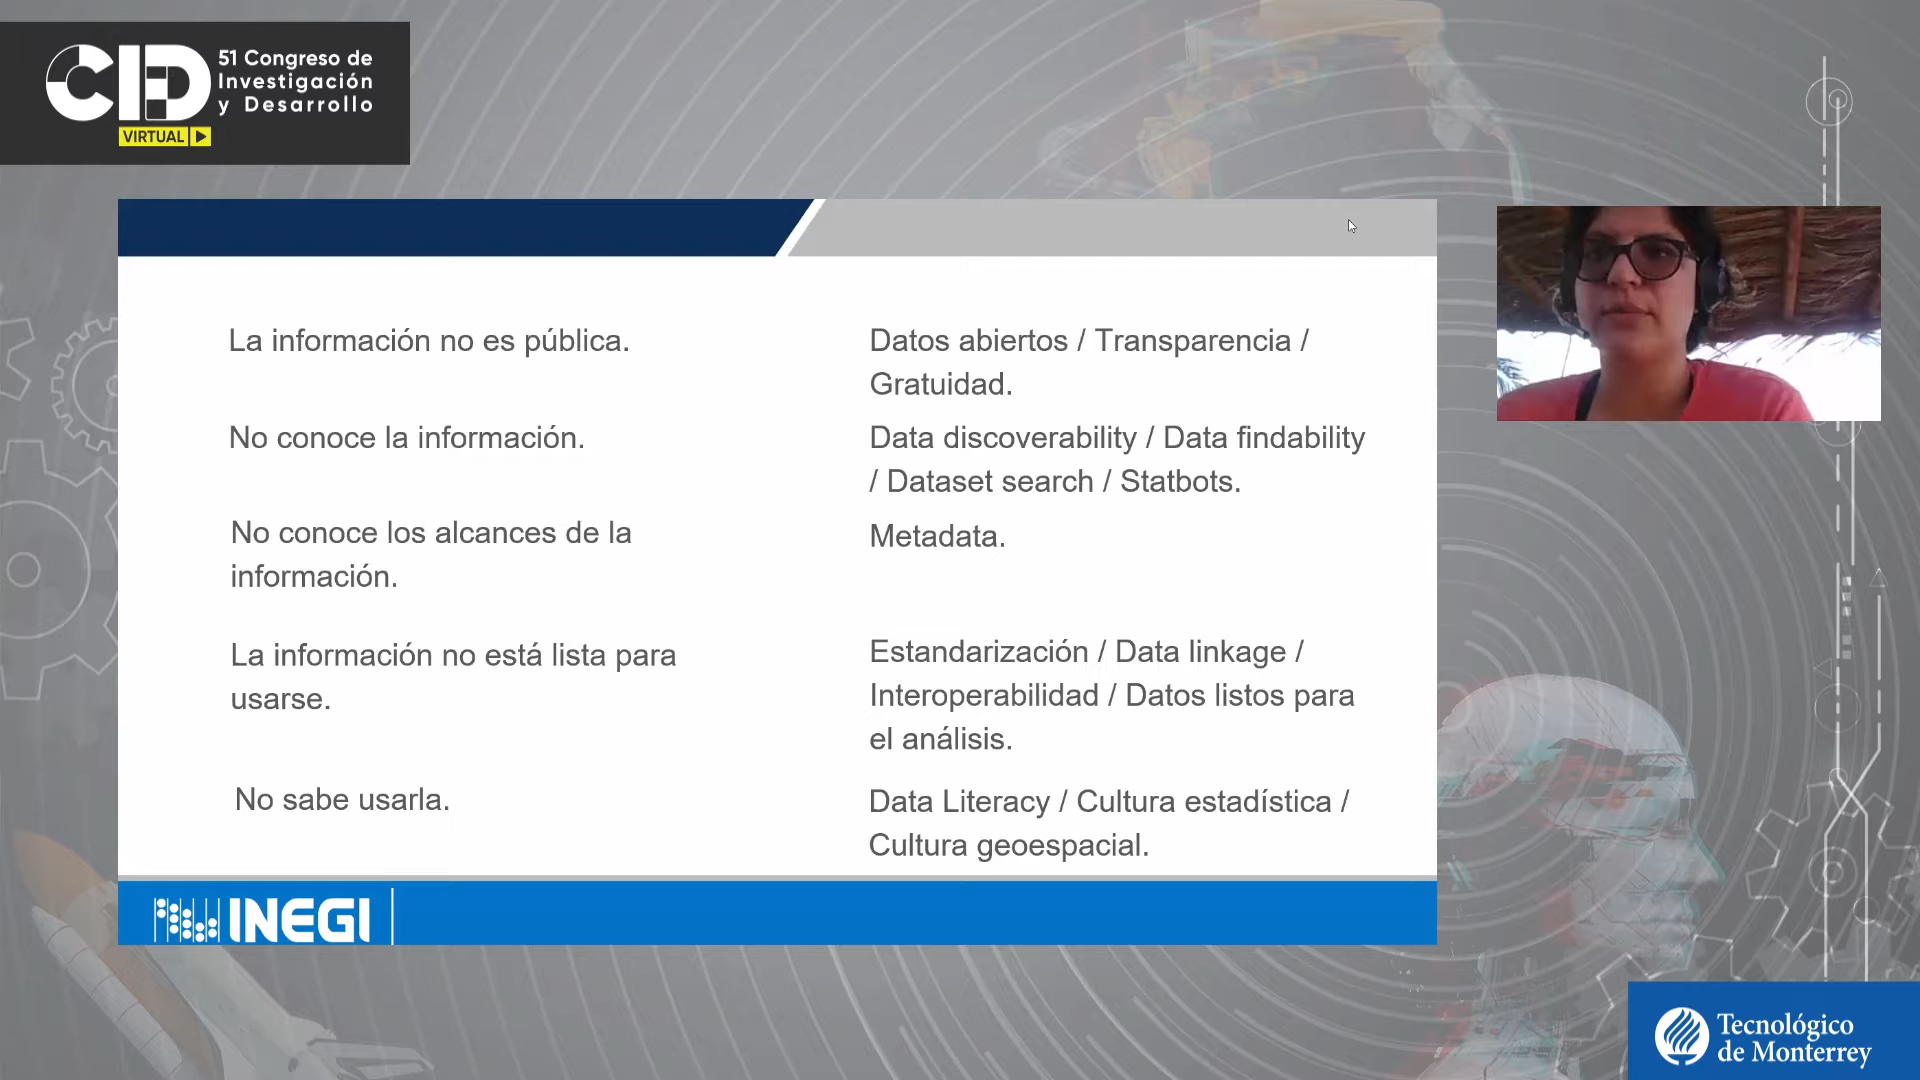 CID
VIRTUAL
51 Congreso de
Investigación
y Desarrollo
La información no es pública.
Datos abiertos / Transparencia /
Gratuidad.
No conoce la información.
Data discoverability / Data findability
/ Dataset search / Statbots.
No conoce los alcances de la
información.
Metadata.
La información no está lista para
usarse.
Estandarización / Data linkage /
Interoperabilidad / Datos listos para
el análisis.
No sabe usarla.
Data Literacy / Cultura estadística /
Cultura geoespacial.
INEGI
Tecnológico
de Monterrey